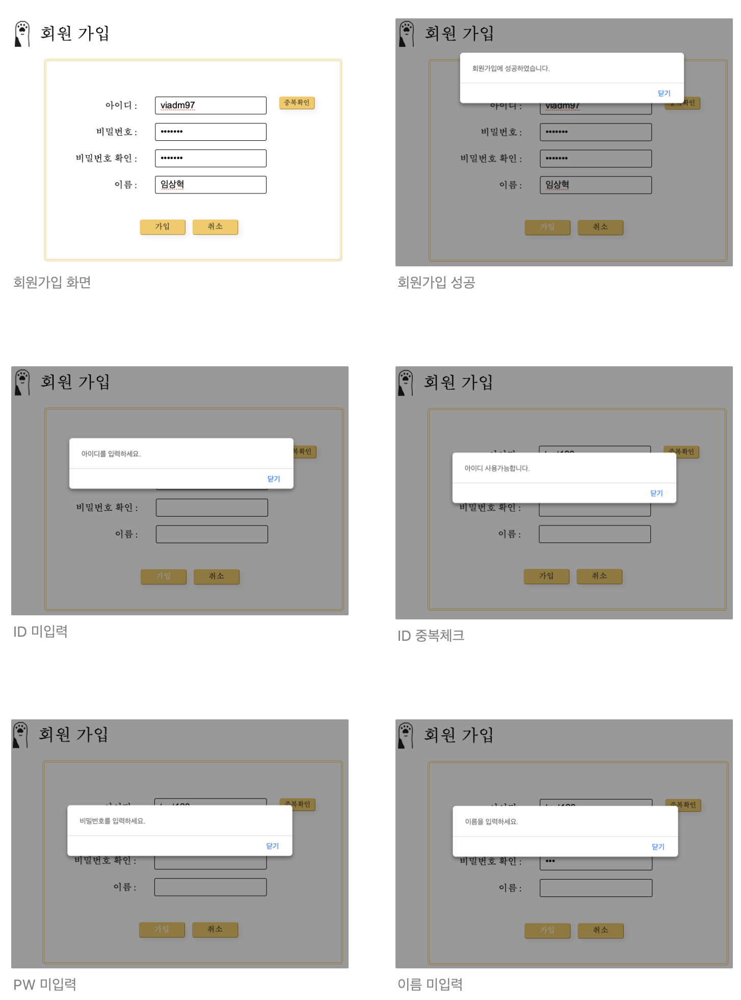 회원 가입
아이디 : viadm97 중복확인
비밀번호 : •••••••
비밀번호 확인 : •••••••
이름 : 임상혁
가입 취소
회원가입 화면
회원 가입
회원가입에 성공하였습니다.
닫기
아이디 : viadm97 중복확인
비밀번호 : •••••••
비밀번호 확인 : •••••••
이름 : 임상혁
가입 취소
회원가입 성공
회원 가입
아이디를 입력하세요.
복확인
닫기
비밀번호 확인 :
이름 :
가입 취소
ID 미입력
회원 가입
중복확인
아이디 사용가능합니다.
닫기
비밀번호 확인 :
이름 :
가입 취소
ID 중복체크
회원 가입
중복확인
비밀번호를 입력하세요.
닫기
비밀번호 확인 :
이름 :
가입 취소
PW 미입력
회원 가입
중복확인
이름을 입력하세요.
닫기
비밀번호 확인 : •••
이름 :
가입 취소
이름 미입력